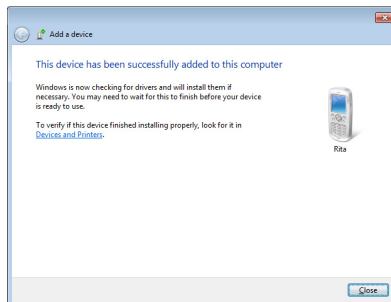 Add a device
This device has been successfully added to this computer
Windows is now checking for drivers and will install them if
necessary. You may need to wait for this to finish before your device
is ready to use.
To verify if this device finished installing properly, look for it in
Devices and Printers.
Rita
Close